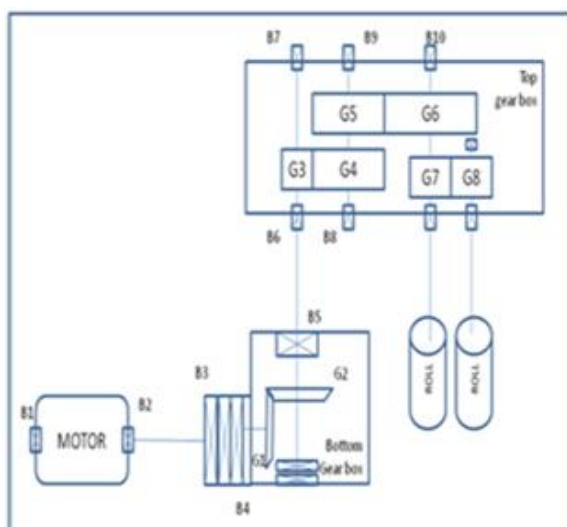 B7
B9
B10
Top
gear box
G5
G6
G3
G4
G7
G8
B6
B8
B5
ROLL
ROLL
B3
G2
B1
B2
MOTOR
G1
Bottom
Gear box
B4